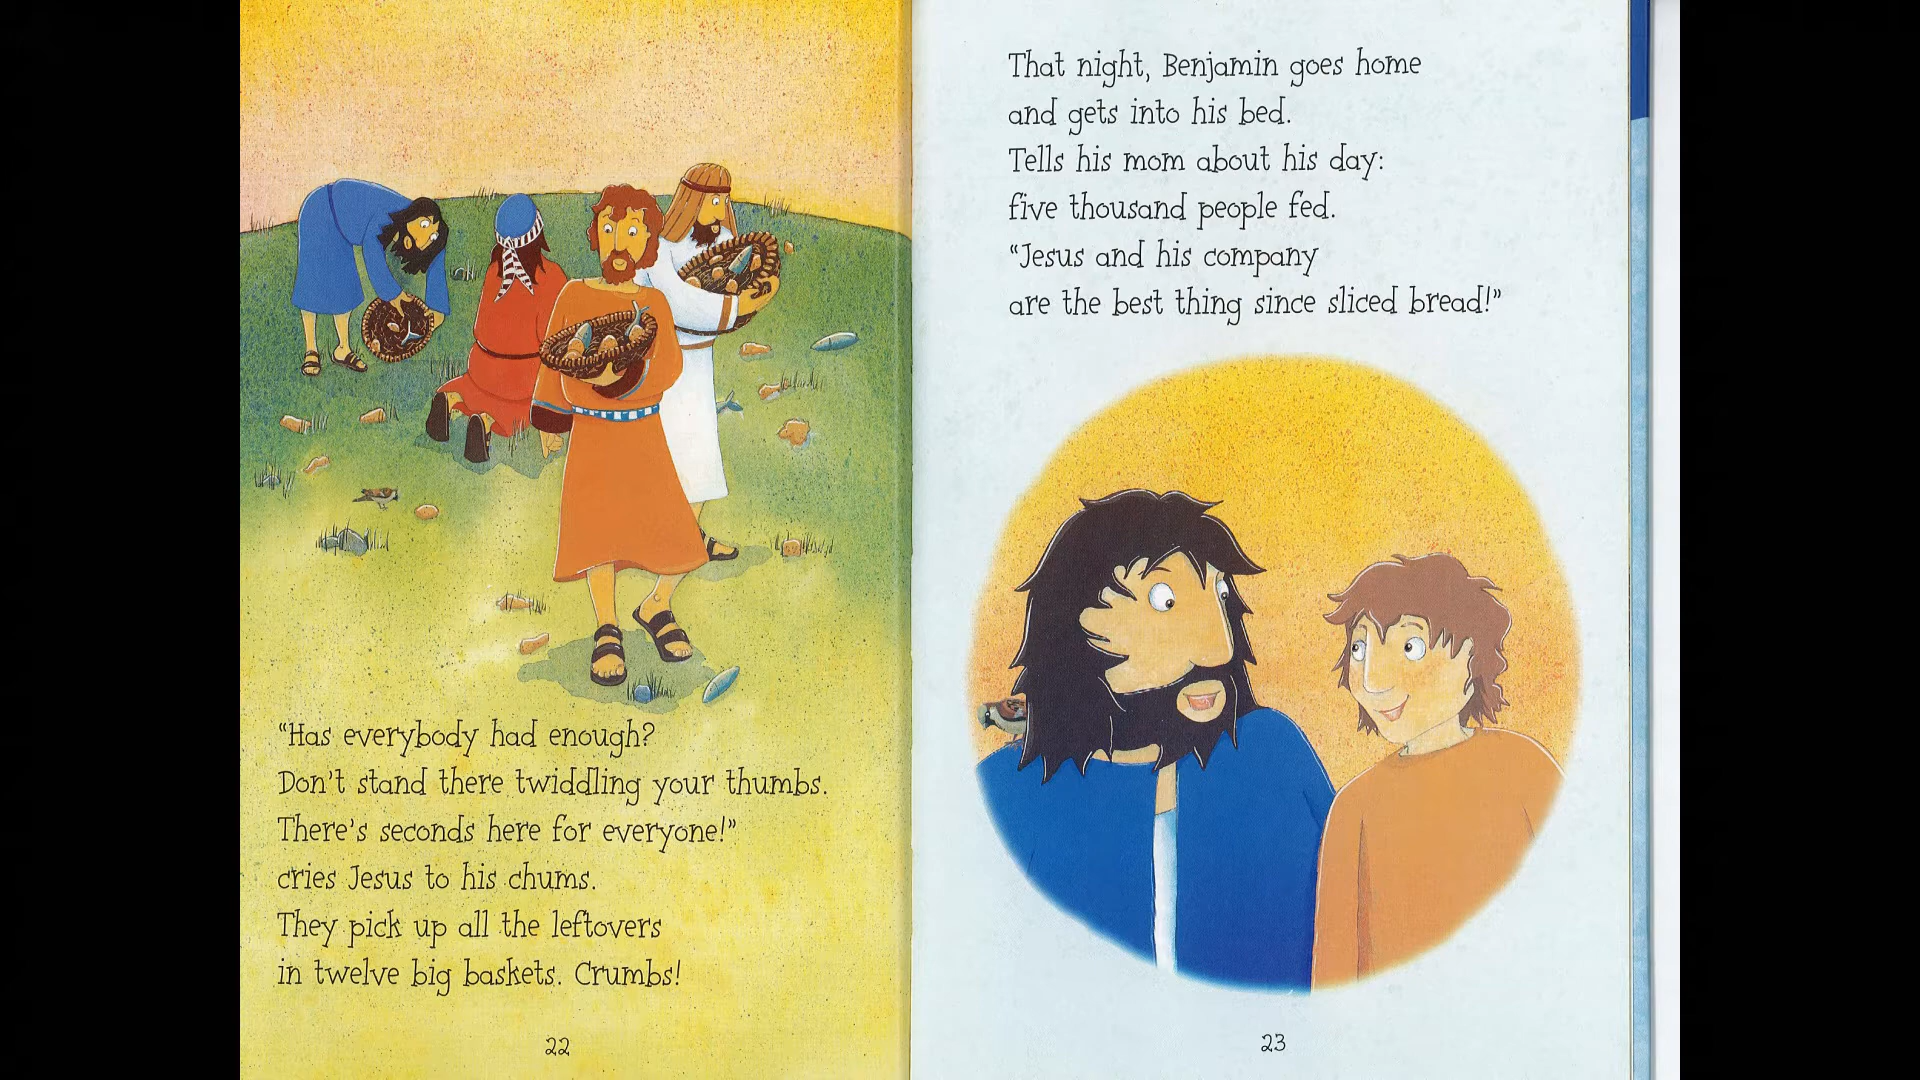 “Has everybody had enough?
Don’t stand there twiddling your thumbs.
There’s seconds here for everyone!”
cries Jesus to his chums.
They pick up all the leftovers
in twelve big baskets. Crumbs!
22
That night, Benjamin goes home
and gets into his bed.
Tells his mom about his day:
five thousand people fed.
“Jesus and his company
are the best thing since sliced bread!”
23